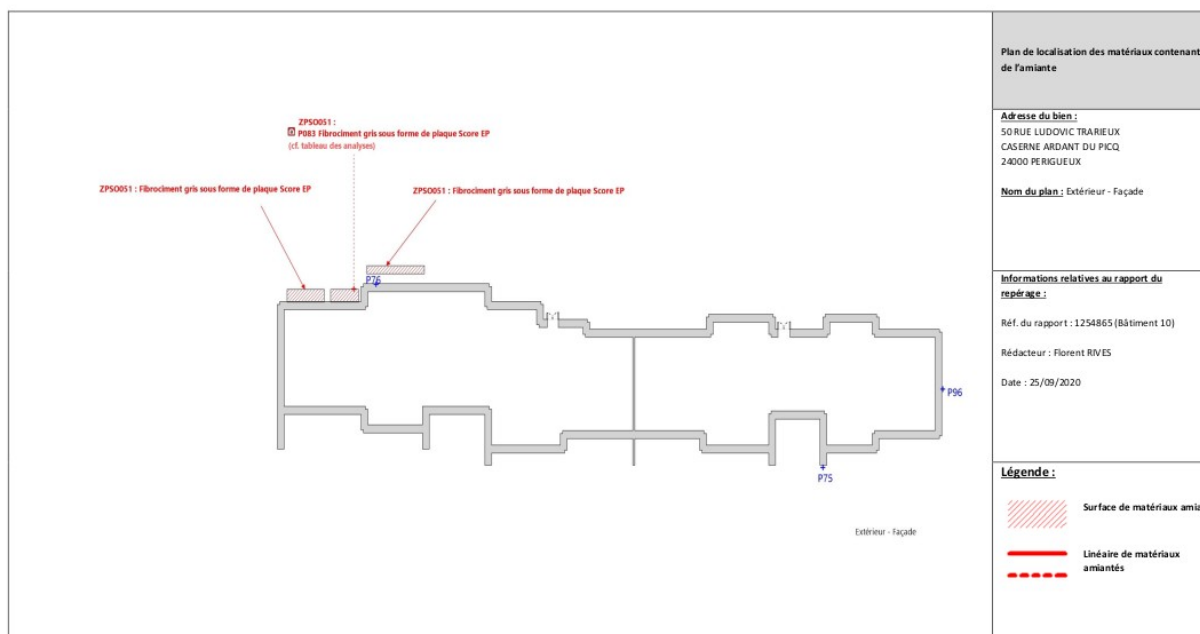 ZPSO051 :
P083 Fibrociment gris sous forme de plaque Score EP
(cf. tableau des analyses)
ZPSO051 : Fibrociment gris sous forme de plaque Score EP
ZPSO051 : Fibrociment gris sous forme de plaque Score EP
P76
P96
P75
Extérieur - Façade
Plan de localisation des matériaux contenant
de l'amiante
Adresse du bien :
50 RUE LUDOVIC TRARIEUX
CASERNE ARDANT DU PICQ
24000 PERIGUEUX
Nom du plan : Extérieur - Façade
Informations relatives au rapport du
repérage :
Réf. du rapport : 1254865 (Bâtiment 10)
Rédacteur : Florent RIVES
Date : 25/09/2020
Légende :
Surface de matériaux amia
Linéaire de matériaux
amiantés